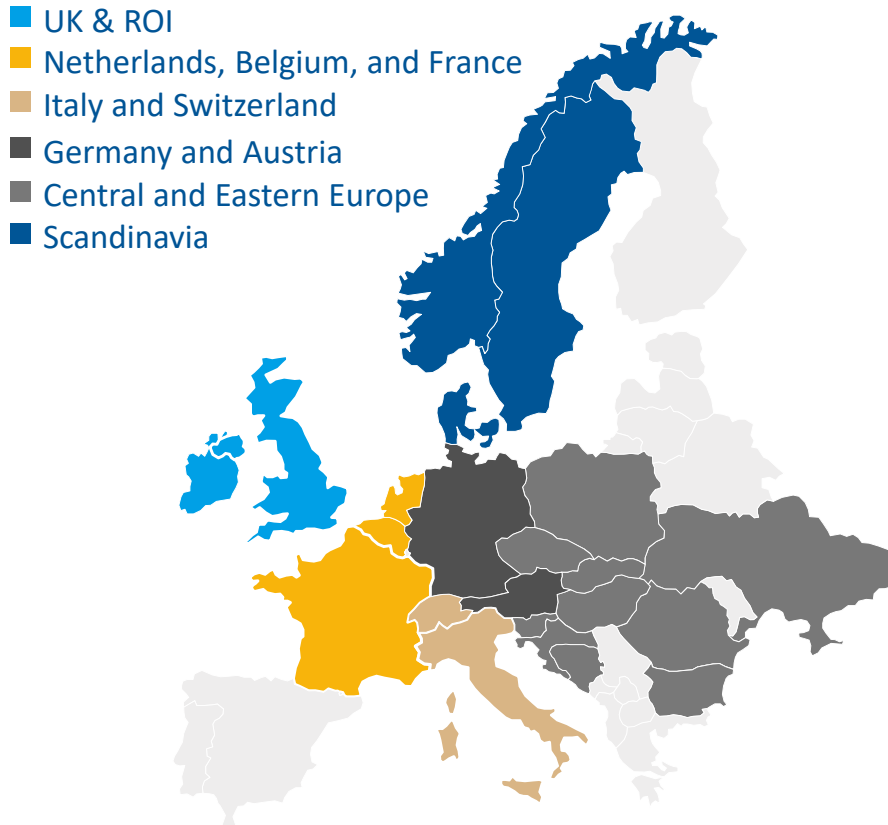 UK & ROI
Netherlands, Belgium, and France
Italy and Switzerland
Germany and Austria
Central and Eastern Europe
Scandinavia